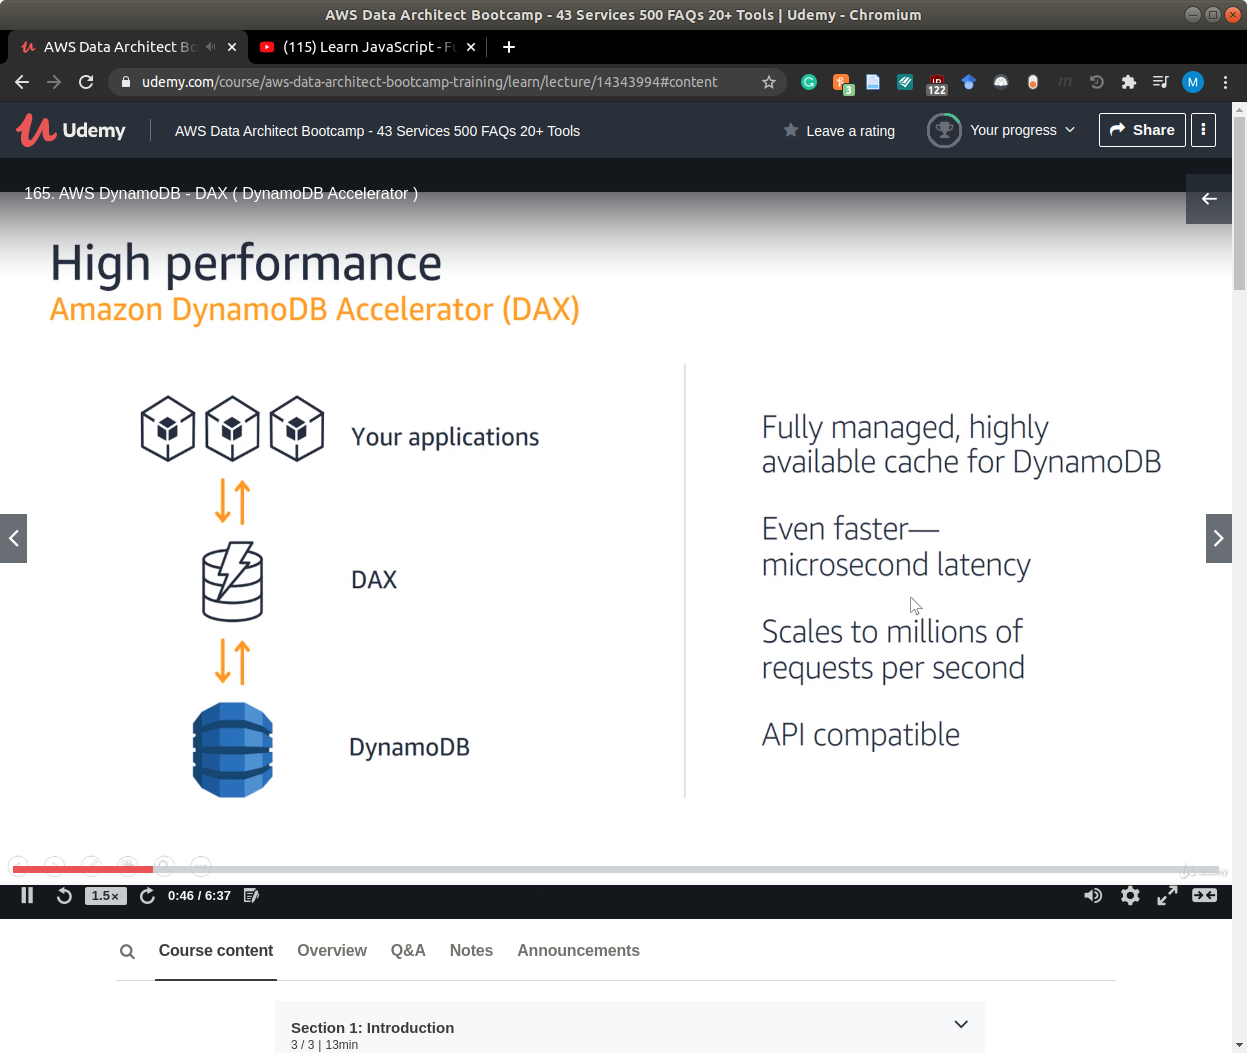 AWS Data Architect Bootcamp - 43 Services 500 FAQs 20+ Tools | Udemy - Chromium
AWS Data Architect Bo
(115) Learn JavaScript - Fu
udemy.com/course/aws-data-architect-bootcamp-training/learn/lecture/14343994#content
3
122
M
Udemy
AWS Data Architect Bootcamp - 43 Services 500 FAQs 20+ Tools
Leave a rating
Your progress
Share
165. AWS DynamoDB - DAX ( DynamoDB Accelerator )
High performance
Amazon DynamoDB Accelerator (DAX)
Your applications
DAX
DynamoDB
Fully managed, highly
available cache for DynamoDB
Even faster—
microsecond latency
Scales to millions of
requests per second
API compatible
1.5×
0:46 / 6:37
Course content
Overview
Q&A
Notes
Announcements
Section 1: Introduction
3 / 3 | 13min